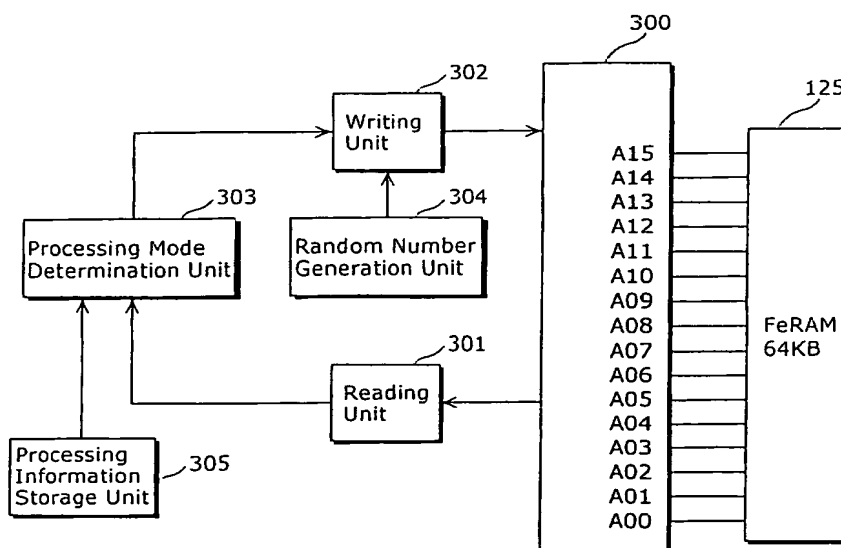 300
302
125
Writing
Unit
A15
A14
303
304
A13
A12
Processing Mode
Determination Unit
Random Number
Generation Unit
A11
A10
A09
A08
FeRAM
64KB
301
A07
A06
Reading
Unit
A05
A04
Processing
Information
Storage Unit
305
A03
A02
A01
A00